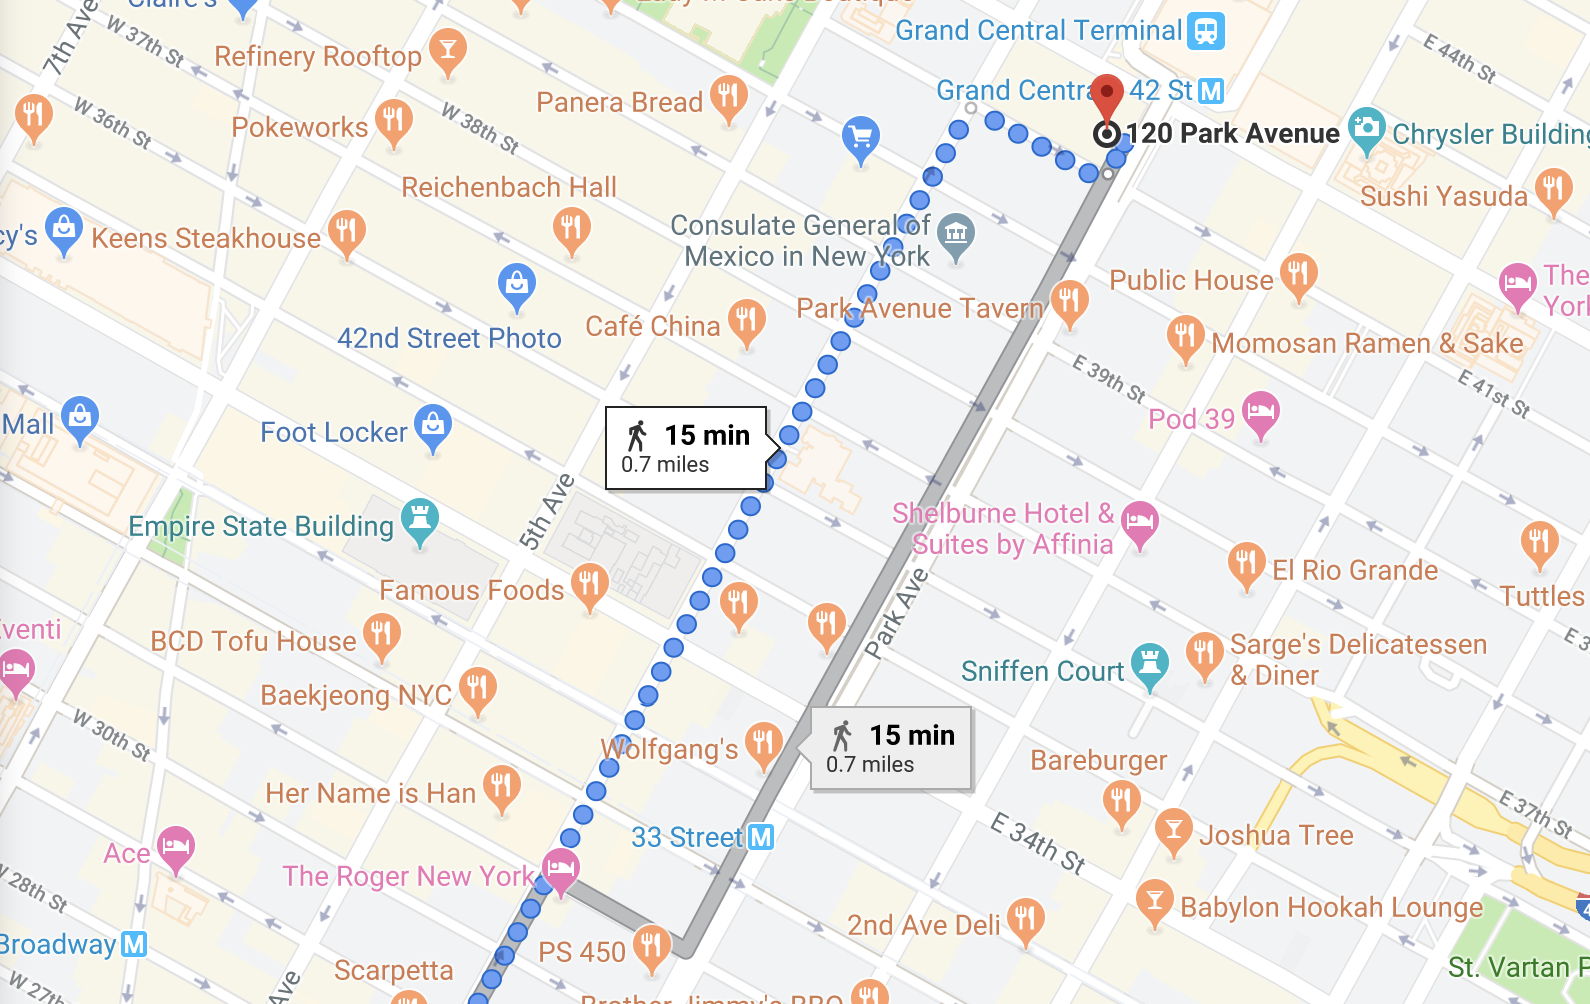 Claire's
7th Ave
W 37th St
Refinery Rooftop
Grand Central Terminal
E 44th St
Grand Central 42 St M
Panera Bread
W 36th St
Pokeworks
W 38th St
120 Park Avenue
Chrysler Building
Reichenbach Hall
Sushi Yasuda
cy's
Keens Steakhouse
Consulate General of
Mexico in New York
Public House
The
York
42nd Street Photo
Café China
Park Avenue Tavern
Momosan Ramen & Sake
E 39th St
E 41st St
Mall
Foot Locker
15 min
0.7 miles
Pod 39
5th Ave
Empire State Building
Shelburne Hotel &
Suites by Affinia
Famous Foods
El Rio Grande
Tuttles
Park Ave
Eventi
BCD Tofu House
Sarge's Delicatessen
& Diner
Sniffen Court
Baekjeong NYC
W 30th St
Wolfgang's
15 min
0.7 miles
Bareburger
Her Name is Han
E 37th St
33 Street M
E 34th St
Joshua Tree
Ace
The Roger New York
W 28th St
2nd Ave Deli
Babylon Hookah Lounge
Broadway M
PS 450
Scarpetta
St. Vartan P
W 27th
Ave
Brother Jimmy's BBQ